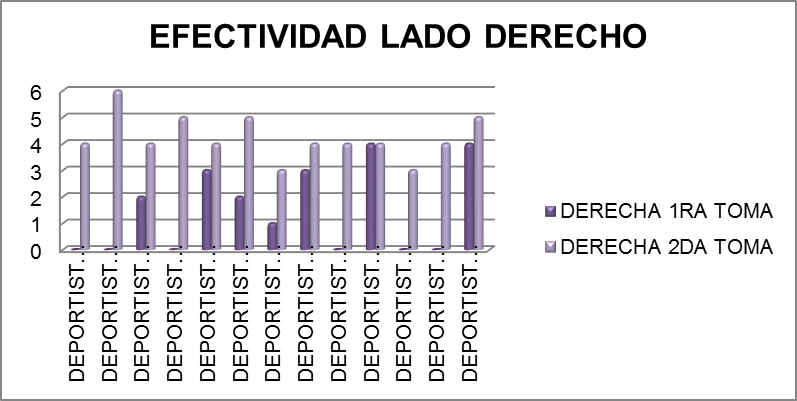 EFECTIVIDAD LADO DERECHO
6
5
4
3
2
1
0
DEPORTIST...
DEPORTIST...
DEPORTIST...
DEPORTIST...
DEPORTIST...
DEPORTIST...
DEPORTIST...
DEPORTIST...
DEPORTIST...
DEPORTIST...
DEPORTIST...
DEPORTIST...
DEPORTIST...
DERECHA 1RA TOMA
DERECHA 2DA TOMA